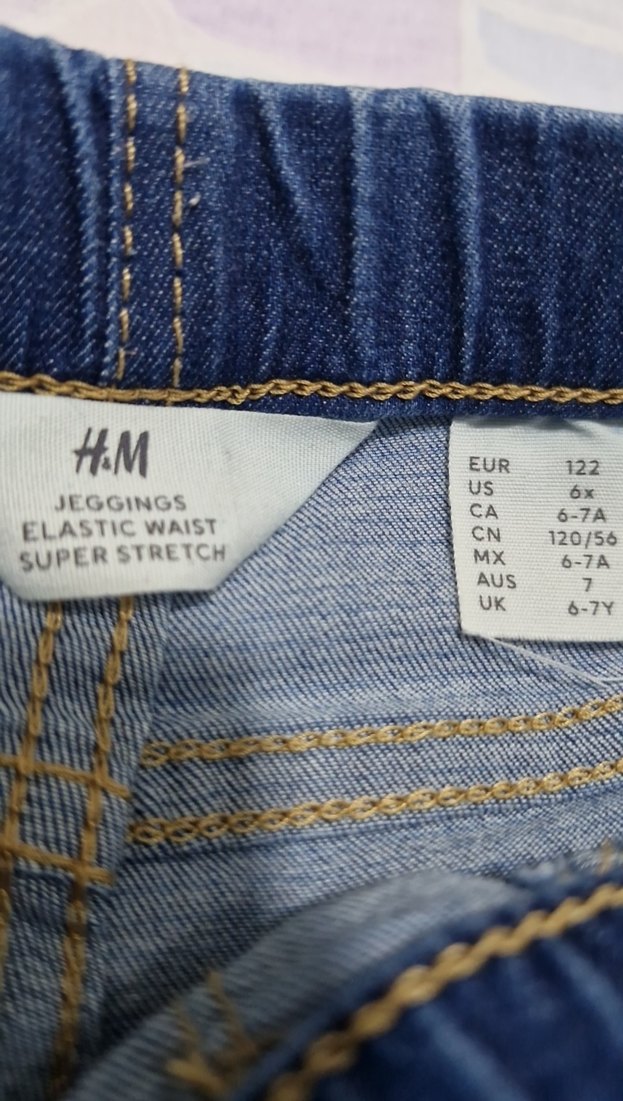 H&M
JEGGINGS
ELASTIC WAIST
SUPER STRETCH
EUR 122
US 6x
CA 6-7A
CN 120/56
MX 6-7A
AUS 7
UK 6-7Y